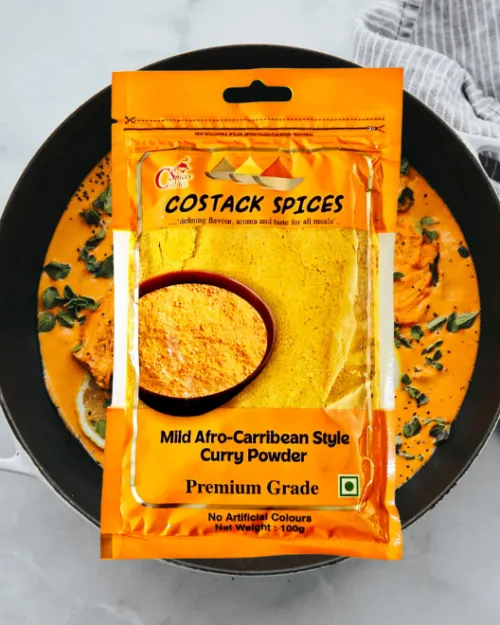 C Spice
COSTACK SPICES
...'defining flavour, aroma and taste for all meals'...
Mild Afro-Carribean Style
Curry Powder
Premium Grade
No Artificial Colours
Net Weight : 100g